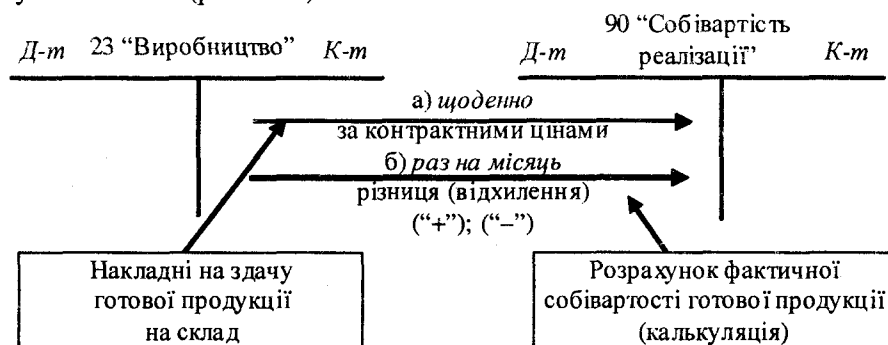 90 “Собівартість
Д-т 23 “Виробництво” К-т Д-т реалізації” К-т
а) щоденно
за контрактними цінами
б) раз на місяць
різниця (відхилення)
(“+”); (“–”)
Накладні на здачу
готової продукції
на склад
Розрахунок фактичної
собівартості готової продукції
(калькуляція)